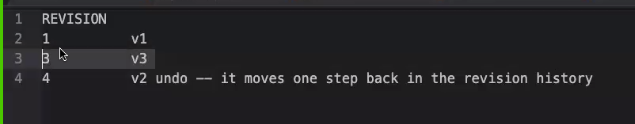 1 REVISION
2 1 v1
3 3 v3
4 4 v2 undo —— it moves one step back in the revision history